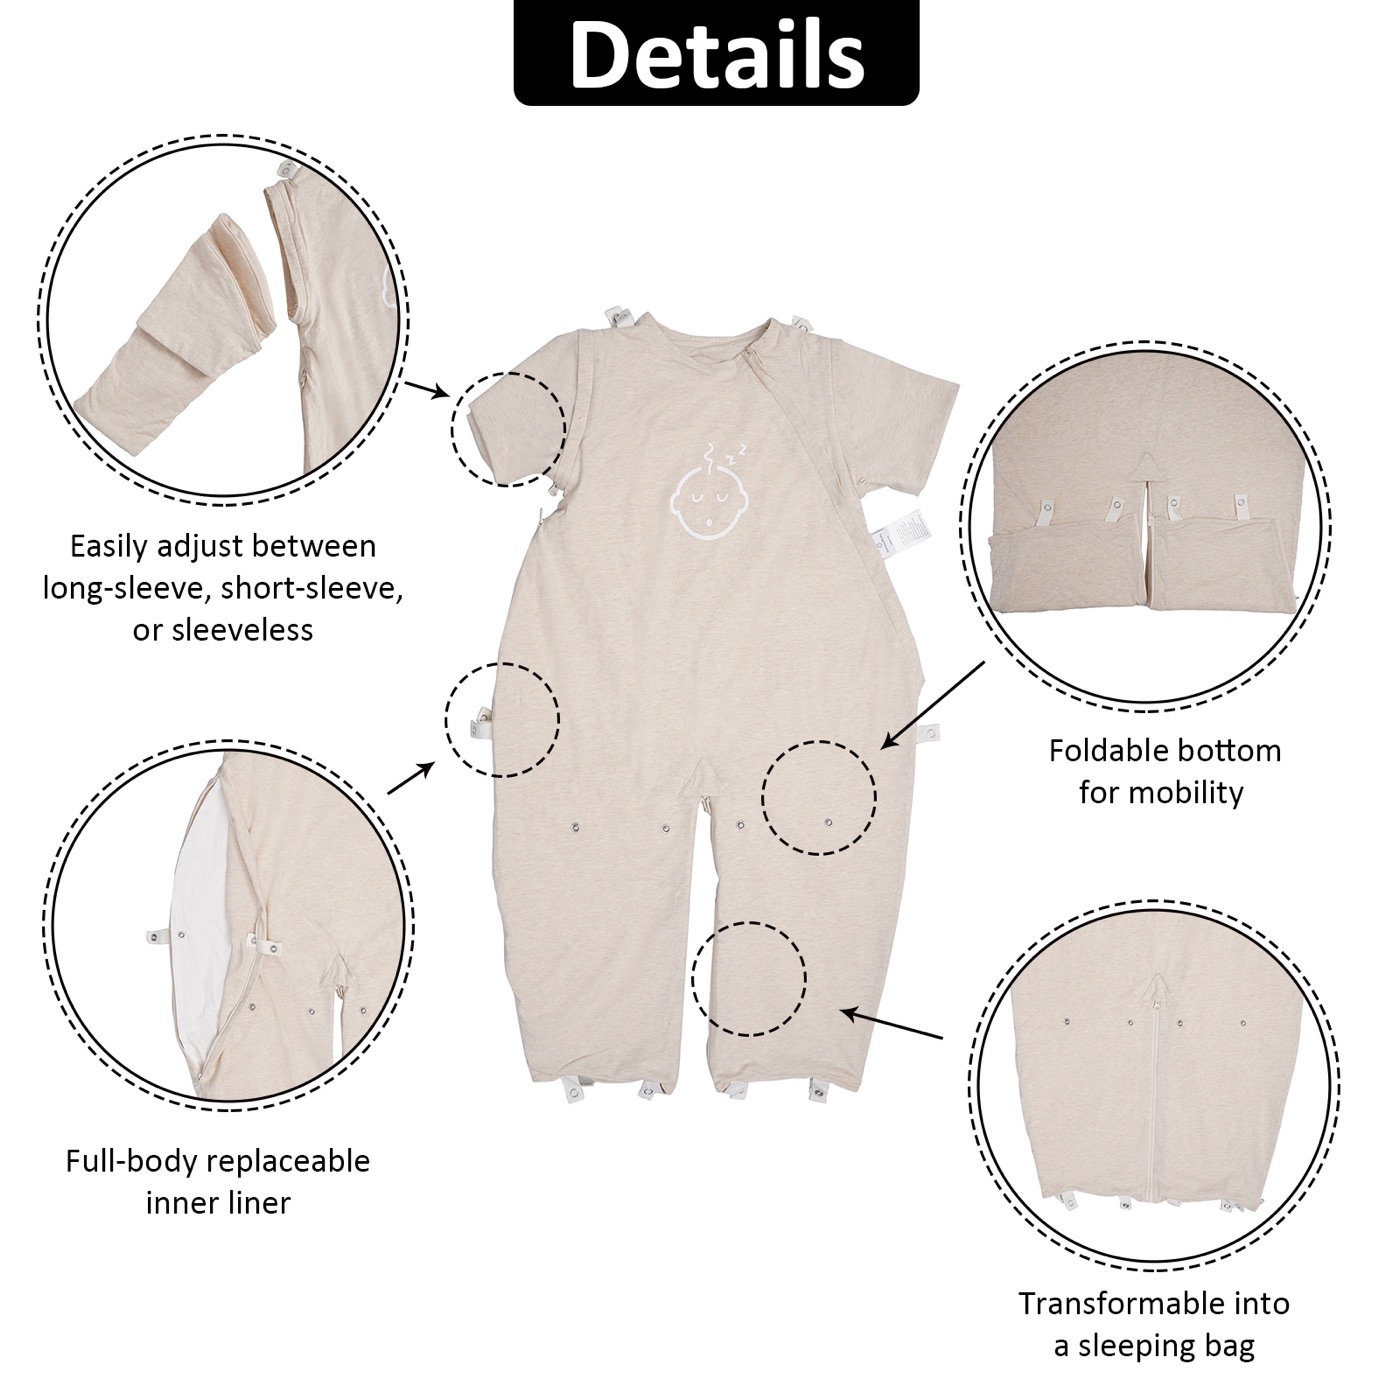 Details
Easily adjust between
long-sleeve, short-sleeve,
or sleeveless
z z
Foldable bottom
for mobility
Full-body replaceable
inner liner
Transformable into
a sleeping bag